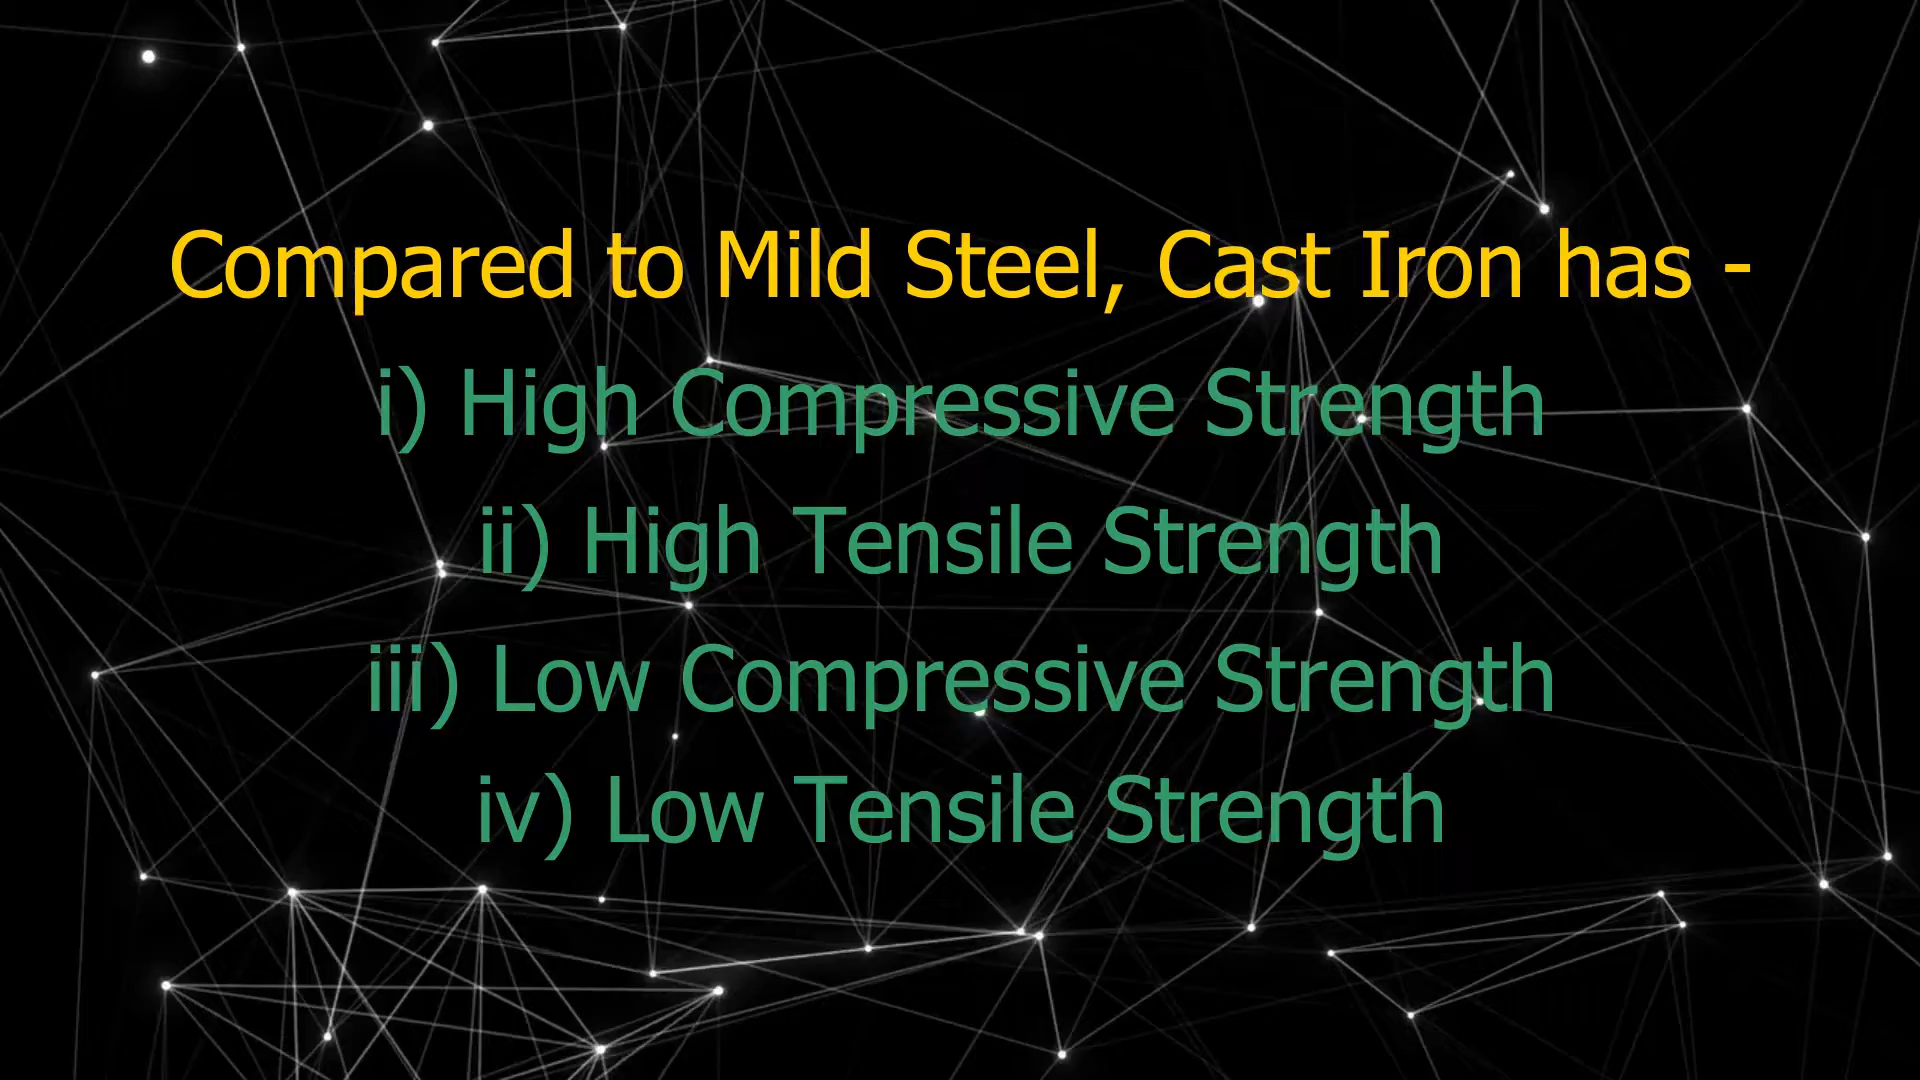 Compared to Mild Steel, Cast Iron has -
i) High Compressive Strength
ii) High Tensile Strength
iii) Low Compressive Strength
iv) Low Tensile Strength